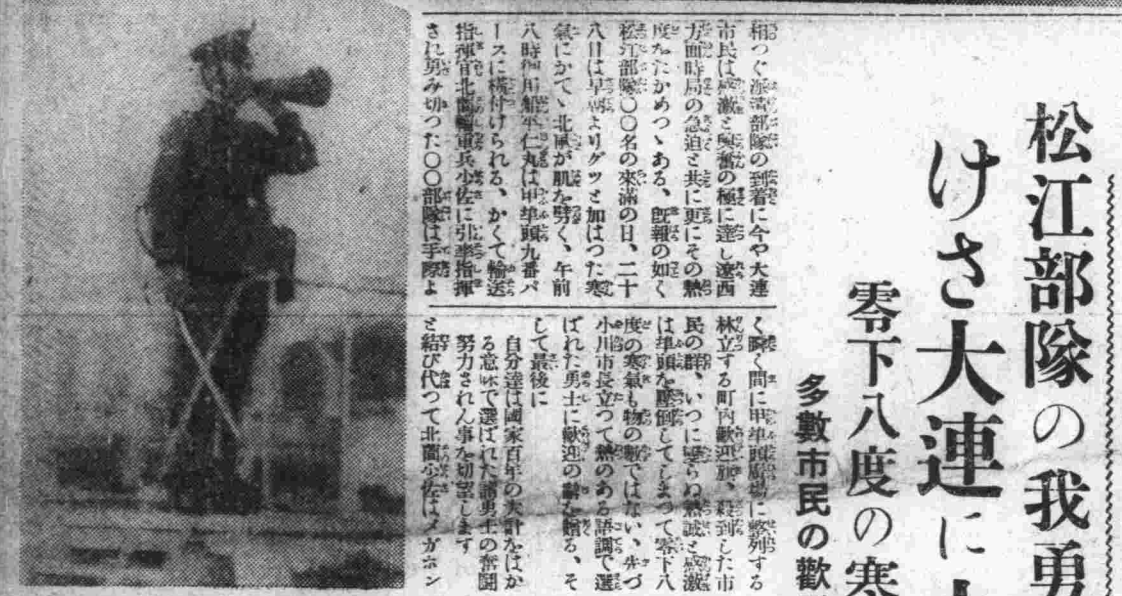 松江部隊の我勇
けさ大連に
零下八度の寒
多數市民の歡
相つぐ派滿部隊の到着に今や大連
市民は感激と興奮の極に達し遼西
方面時局の急迫と共に更にその熱
度をたかめつゝある、既報の如く
松江部隊〇〇名の來滿の日、二十
八日は早朝よりグツと加はつた寒
氣にかてゝ北風が肌を劈く、午前
八時御用船平仁丸は甲埠頭九番バ
ースに横付けられる、かくて輸送
指揮官北薗輜重兵少佐に引率指揮
され勇み切つた〇〇部隊は手際よ
く瞬く間に甲埠頭廣場に整列する
林立する町内歡迎旗、殺到した市
民の群、いつに變らぬ熱誠と感激
は埠頭を壓倒してしまつて零下八
度の寒氣も物の數ではない、先づ
小川市長立つて熱のある語調で選
ばれた勇士に歡迎の辭を贈る、そ
して最後に
自分達は國家百年の大計をはか
る意味で選ばれた諸勇士の奮鬪
努力されん事を切望します
と結び代つて北薗少佐はメガホン